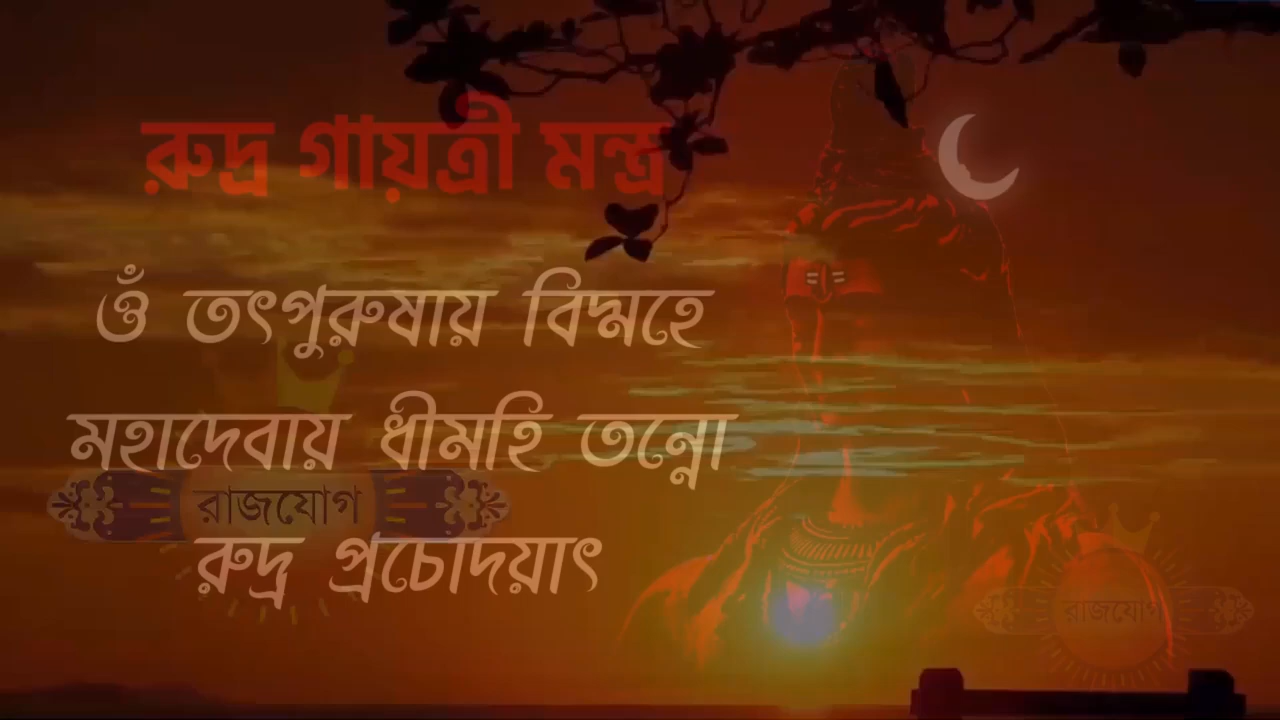 রুদ্র গায়ত্রী মন্ত্র
ওঁ তৎপুরুষায় বিদ্মহে
মহাদেবায় ধীমহি তন্নো
রাজযোগ
রুদ্র প্রচোদয়াৎ
রাজযোগ